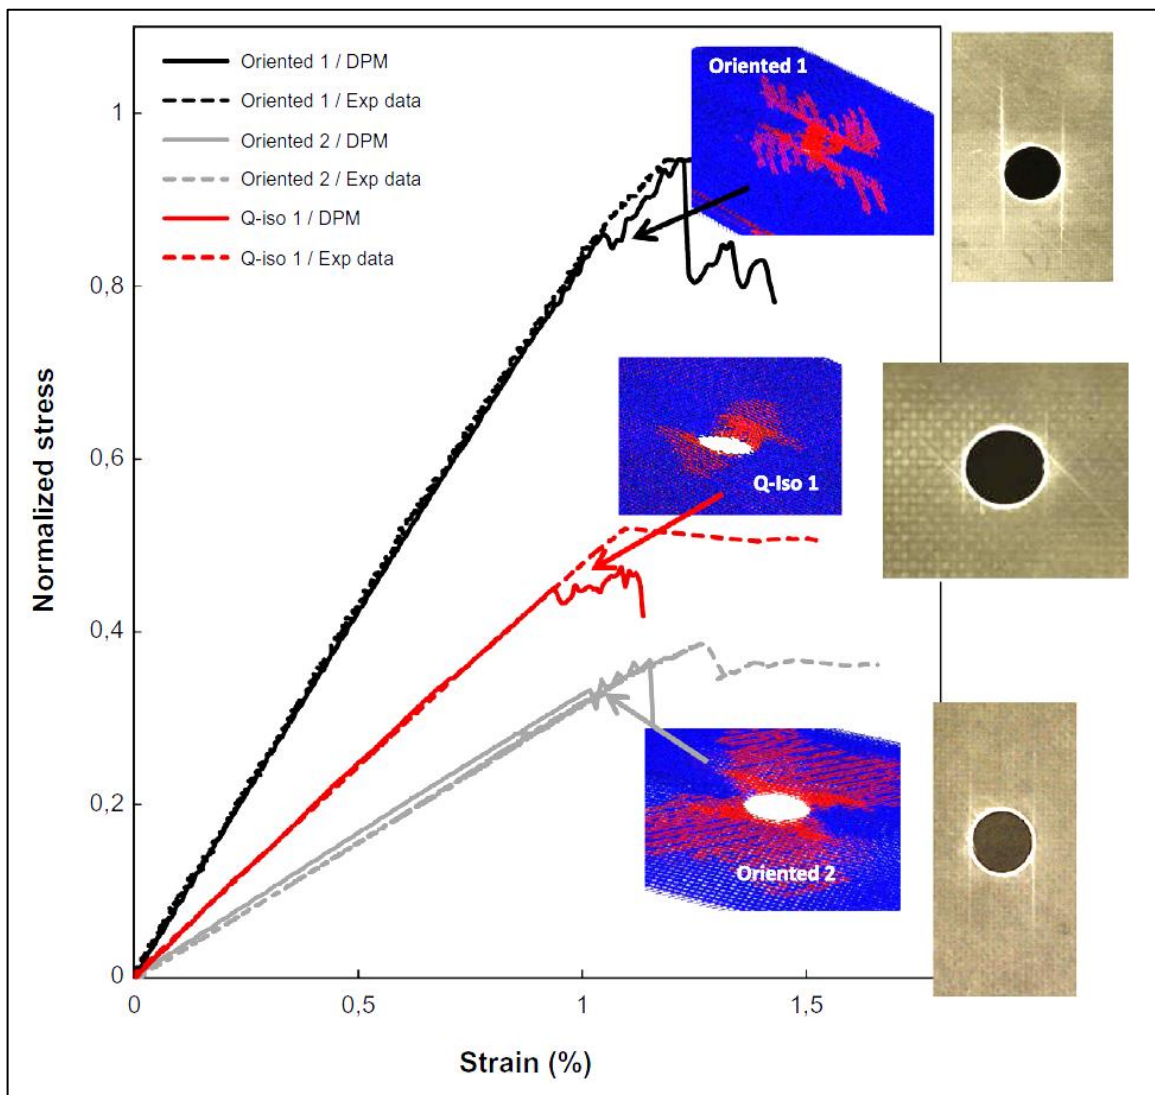 Oriented 1 / DPM
Oriented 1 / Exp data
Oriented 2 / DPM
Oriented 2 / Exp data
Q-iso 1 / DPM
Q-iso 1 / Exp data
Oriented 1
Q-Iso 1
Oriented 2
1
0,8
0,6
0,4
0,2
0
0
0,5
1
1,5
Normalized stress
Strain (%)